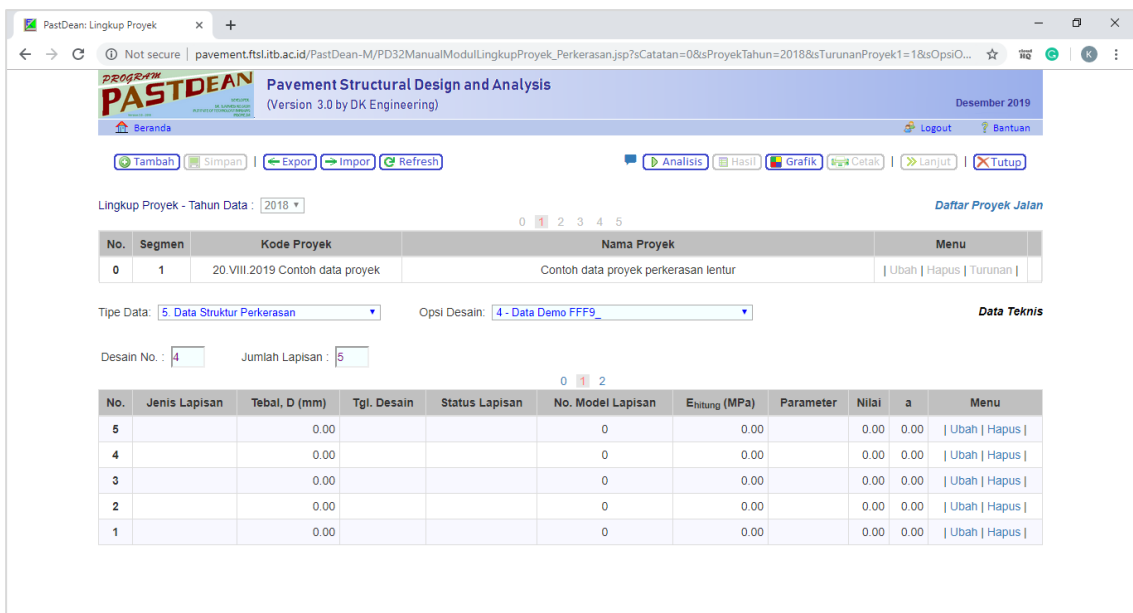 PastDean: Lingkup Proyek
Not secure | pavement.ftsl.itb.ac.id/PastDean-M/PD32ManualModulLingkupProyek_Perkerasan.jsp?sCatatan=0&sProyekTahun=2018&sTurunanProyek1=1&sOpsiO...
PROGRAM
PASTDEAN
Pavement Structural Design and Analysis
(Version 3.0 by DK Engineering)
Desember 2019
Beranda Logout Bantuan
Tambah Simpan | Expor Impor Refresh Analisis Hasil Grafik Cetak | Lanjut | Tutup
Lingkup Proyek - Tahun Data : 2018 Daftar Proyek Jalan
0 1 2 3 4 5
No. Segmen Kode Proyek Nama Proyek Menu
0 1 20.VIII.2019 Contoh data proyek Contoh data proyek perkerasan lentur | Ubah | Hapus | Turunan |
Tipe Data: 5. Data Struktur Perkerasan Opsi Desain: 4 - Data Demo FFF9_ Data Teknis
Desain No. : 4 Jumlah Lapisan : 5
0 1 2
No. Jenis Lapisan Tebal, D (mm) Tgl. Desain Status Lapisan No. Model Lapisan Ehitung (MPa) Parameter Nilai a Menu
5 0.00 0 0.00 0.00 0.00 | Ubah | Hapus |
4 0.00 0 0.00 0.00 0.00 | Ubah | Hapus |
3 0.00 0 0.00 0.00 0.00 | Ubah | Hapus |
2 0.00 0 0.00 0.00 0.00 | Ubah | Hapus |
1 0.00 0 0.00 0.00 0.00 | Ubah | Hapus |